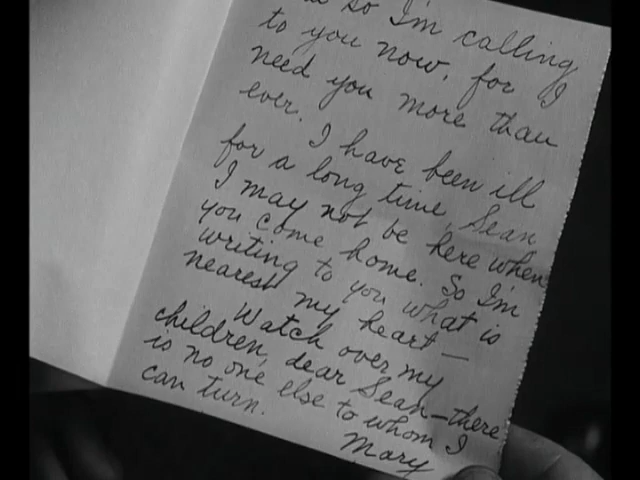 so I'm calling
to you now, for I
need you more than
ever.
I have been ill
for a long time, Sean
I may not be here when
you come home. So I'm
writing to you what is
nearest my heart—
Watch over my
children, dear Sean—there
is no one else to whom I
can turn.
Mary